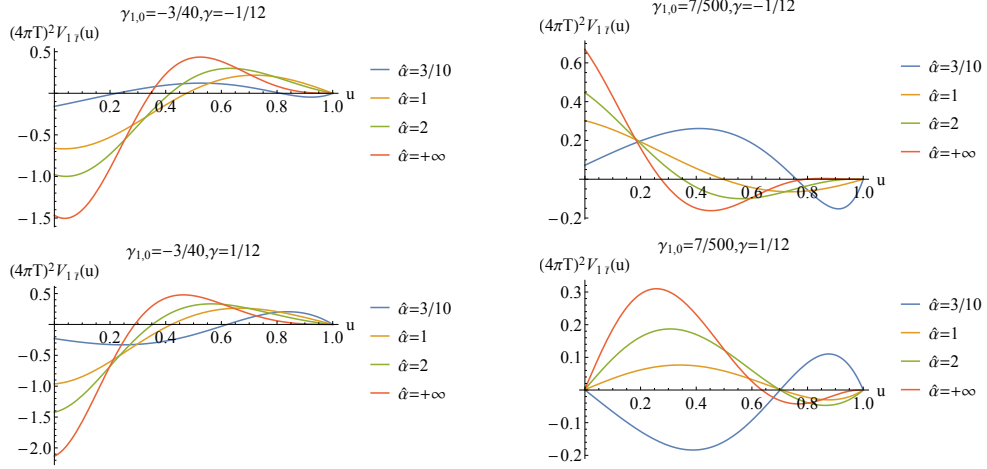 γ₁,₀=-3/40,γ=-1/12
(4πT)²V₁ ī(u)
0.5
0.2 0.4 0.6 0.8 1.0 u
-0.5
-1.0
-1.5
α̂=3/10
α̂=1
α̂=2
α̂=+∞
γ₁,₀=7/500,γ=-1/12
(4πT)²V₁ ī(u)
0.6
0.4
0.2
0.2 0.4 0.6 0.8 1.0 u
-0.2
α̂=3/10
α̂=1
α̂=2
α̂=+∞
γ₁,₀=-3/40,γ=1/12
(4πT)²V₁ ī(u)
0.5
0.2 0.4 0.6 0.8 1.0 u
-0.5
-1.0
-1.5
-2.0
α̂=3/10
α̂=1
α̂=2
α̂=+∞
γ₁,₀=7/500,γ=1/12
(4πT)²V₁ ī(u)
0.3
0.2
0.1
0.2 0.4 0.6 0.8 1.0 u
-0.1
-0.2
α̂=3/10
α̂=1
α̂=2
α̂=+∞